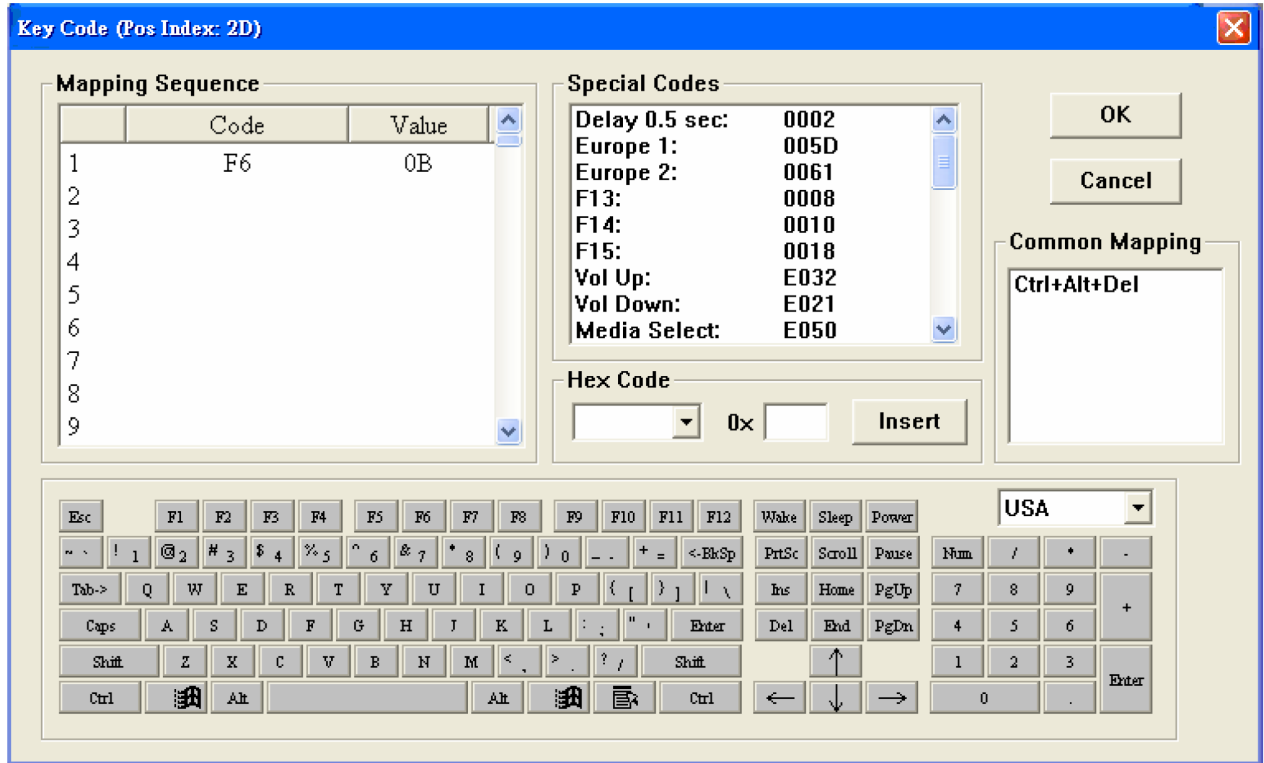 Key Code (Pos Index: 2D)
Mapping Sequence
Code Value
1 F6 0B
2
3
4
5
6
7
8
9
Special Codes
Delay 0.5 sec: 0002
Europe 1: 005D
Europe 2: 0061
F13: 0008
F14: 0010
F15: 0018
Vol Up: E032
Vol Down: E021
Media Select: E050
Hex Code
0x Insert
OK
Cancel
Common Mapping
Ctrl+Alt+Del
USA
Esc F1 F2 F3 F4 F5 F6 F7 F8 F9 F10 F11 F12 Wake Sleep Power
~ ` ! 1 @ 2 # 3 $ 4 % 5 ^ 6 & 7 * 8 ( 9 ) 0 _ - + = <-BkSp PrtSc Scroll Pause Num / * -
Tab-> Q W E R T Y U I O P { [ } ] | \ Ins Home PgUp 7 8 9 +
Caps A S D F G H J K L : ; " ' Enter Del End PgDn 4 5 6
Shift Z X C V B N M < , > . ? / Shift ↑ 1 2 3 Enter
Ctrl Alt Alt Ctrl ← ↓ → 0 .